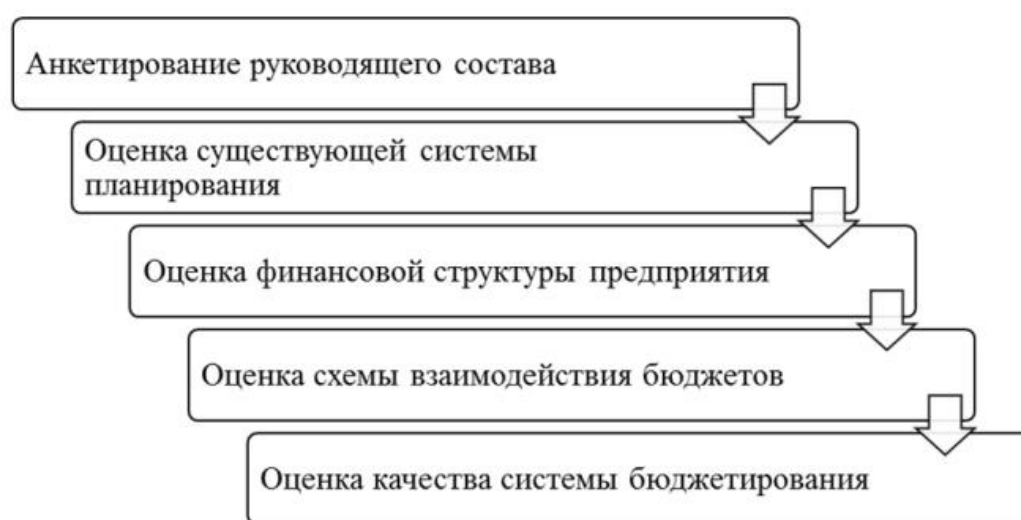 Анкетирование руководящего состава
Оценка существующей системы
планирования
Оценка финансовой структуры предприятия
Оценка схемы взаимодействия бюджетов
Оценка качества системы бюджетирования